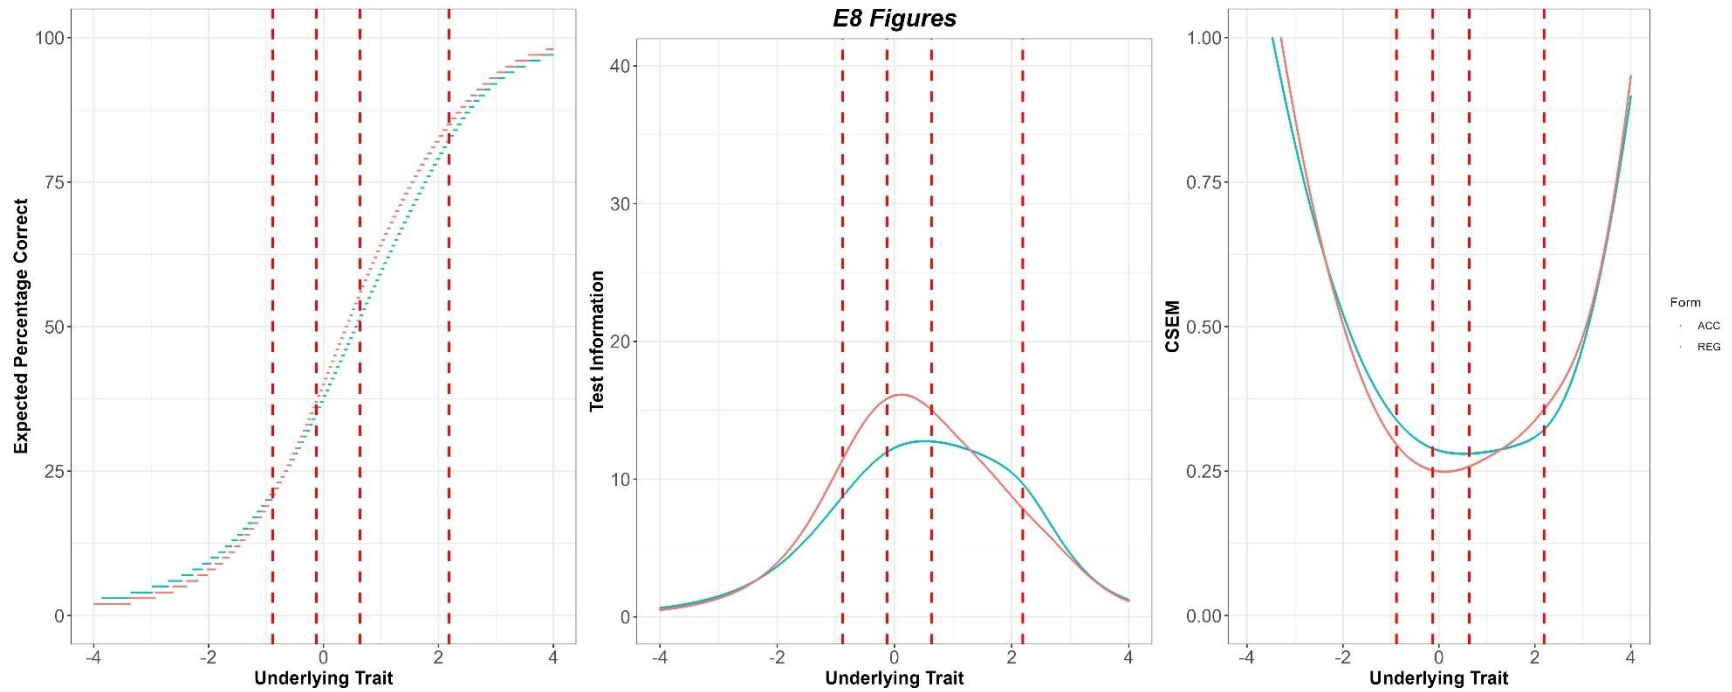 E8 Figures
Expected Percentage Correct
100
75
50
25
0
-4 -2 0 2 4
Underlying Trait
Test Information
40
30
20
10
0
-4 -2 0 2 4
Underlying Trait
CSEM
1.00
0.75
0.50
0.25
0.00
-4 -2 0 2 4
Underlying Trait
Form
ACC
REG